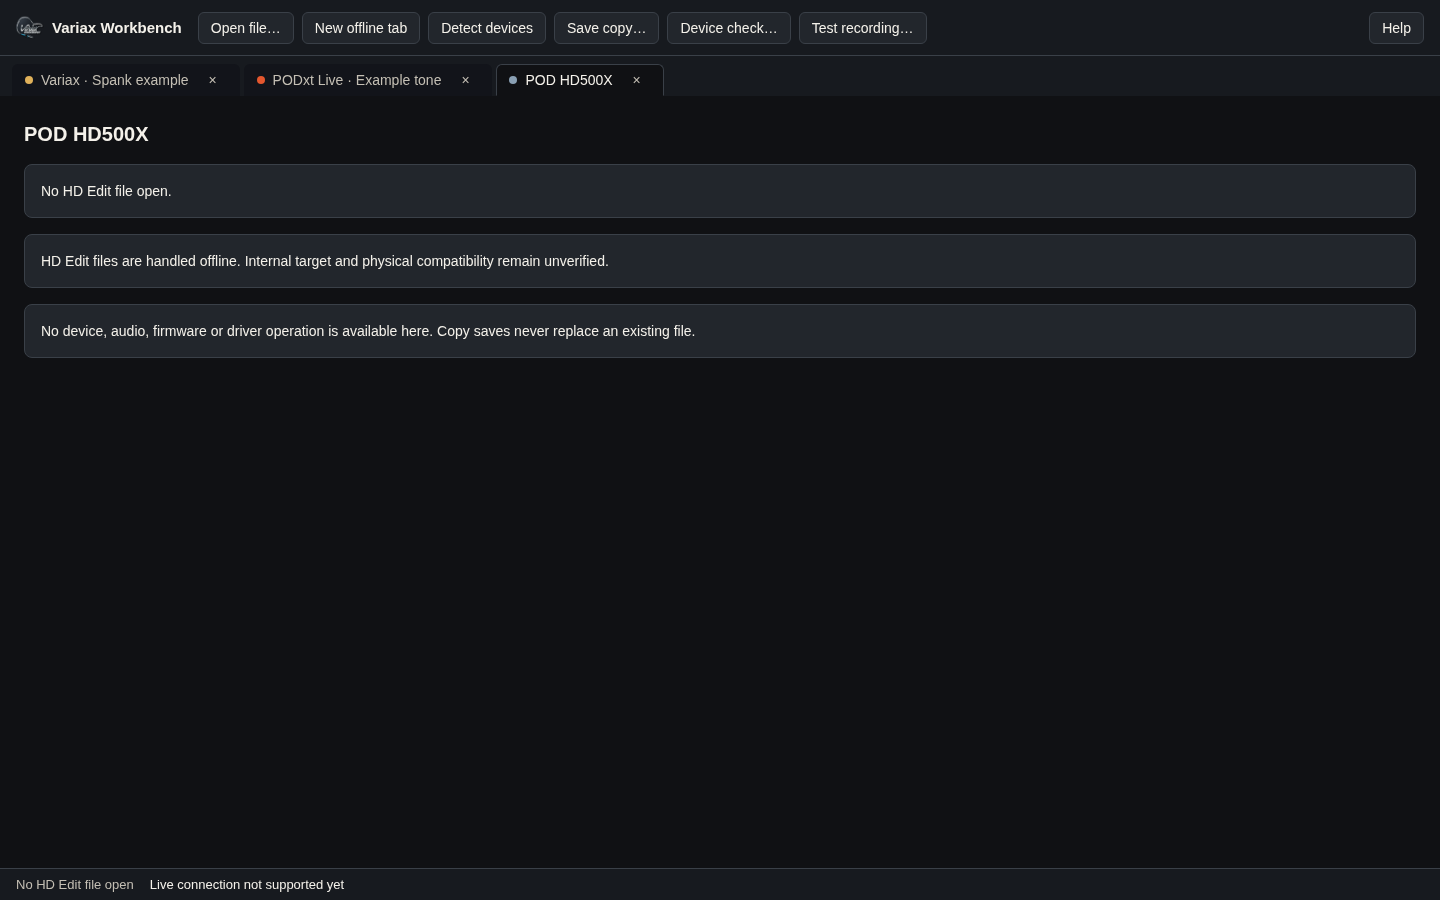 Variax Workbench Open file… New offline tab Detect devices Save copy… Device check… Test recording… Help
Variax · Spank example × PODxt Live · Example tone × POD HD500X ×
POD HD500X
No HD Edit file open.
HD Edit files are handled offline. Internal target and physical compatibility remain unverified.
No device, audio, firmware or driver operation is available here. Copy saves never replace an existing file.
No HD Edit file open Live connection not supported yet